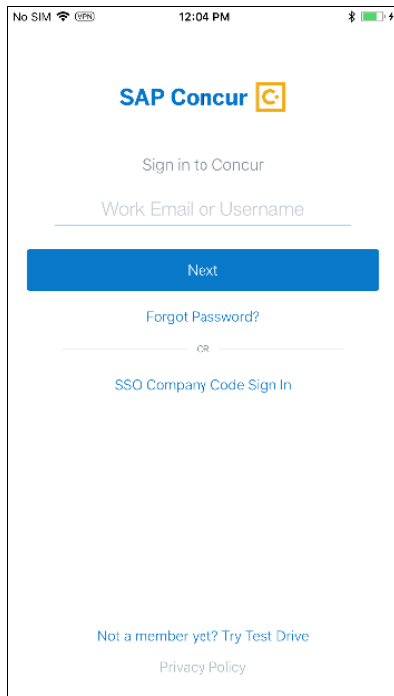 No SIM VPN 12:04 PM
SAP Concur C.
Sign in to Concur
Work Email or Username
Next
Forgot Password?
OR
SSO Company Code Sign In
Not a member yet? Try Test Drive
Privacy Policy